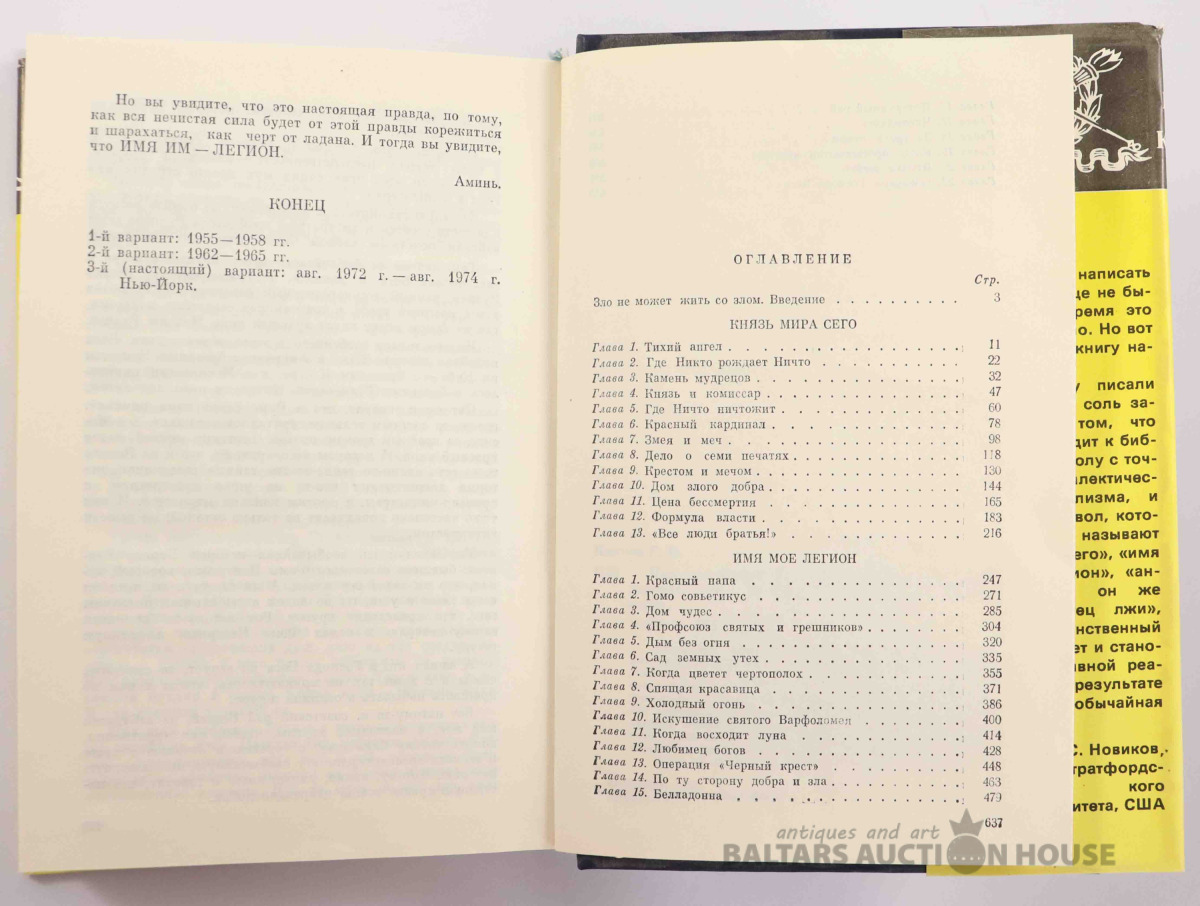 Но вы увидите, что это настоящая правда, по тому,
как вся нечистая сила будет от этой правды корежиться
и шарахаться, как черт от ладана. И тогда вы увидите,
что ИМЯ ИМ — ЛЕГИОН.
Аминь.
КОНЕЦ
1-й вариант: 1955—1958 гг.
2-й вариант: 1962—1965 гг.
3-й (настоящий) вариант: авг. 1972 г. — авг. 1974 г.
Нью-Йорк.
ОГЛАВЛЕНИЕ
Стр.
Зло не может жить со злом. Введение . . . . . . . . . . 3
КНЯЗЬ МИРА СЕГО
Глава 1. Тихий ангел . . . . . . . . . . . . . . . . . 11
Глава 2. Где Никто рождает Ничто . . . . . . . . . . . 22
Глава 3. Камень мудрецов . . . . . . . . . . . . . . . 32
Глава 4. Князь и комиссар . . . . . . . . . . . . . . . 47
Глава 5. Где Ничто ничтожит . . . . . . . . . . . . . . 60
Глава 6. Красный кардинал . . . . . . . . . . . . . . . 78
Глава 7. Змея и меч . . . . . . . . . . . . . . . . . . 98
Глава 8. Дело о семи печатях . . . . . . . . . . . . . 118
Глава 9. Крестом и мечом . . . . . . . . . . . . . . . 130
Глава 10. Дом злого добра . . . . . . . . . . . . . . . 144
Глава 11. Цена бессмертия . . . . . . . . . . . . . . . 165
Глава 12. Формула власти . . . . . . . . . . . . . . . 183
Глава 13. «Все люди братья!» . . . . . . . . . . . . . 216
ИМЯ МОЕ ЛЕГИОН
Глава 1. Красный папа . . . . . . . . . . . . . . . . . 247
Глава 2. Гомо совьетикус . . . . . . . . . . . . . . . 271
Глава 3. Дом чудес . . . . . . . . . . . . . . . . . . 285
Глава 4. «Профсоюз святых и грешников» . . . . . . . . 304
Глава 5. Дым без огня . . . . . . . . . . . . . . . . . 320
Глава 6. Сад земных утех . . . . . . . . . . . . . . . 335
Глава 7. Когда цветет чертополох . . . . . . . . . . . 355
Глава 8. Спящая красавица . . . . . . . . . . . . . . . 371
Глава 9. Холодный огонь . . . . . . . . . . . . . . . . 386
Глава 10. Искушение святого Варфоломея . . . . . . . . 400
Глава 11. Когда восходит луна . . . . . . . . . . . . . 414
Глава 12. Любимец богов . . . . . . . . . . . . . . . . 428
Глава 13. Операция «Черный крест» . . . . . . . . . . . 448
Глава 14. По ту сторону добра и зла . . . . . . . . . . 463
Глава 15. Белладонна . . . . . . . . . . . . . . . . . 479
637
написать
це не бы-
ремя это
о. Но вот
книгу на-
у писали
соль за-
том, что
дит к биб-
олу с точ-
лектичес-
лизма, и
вол, кото-
называют
его», «имя
ион», «ан-
он же
ец лжи»,
нственный
ет и стано-
вной реа-
результате
обычайная
С. Новиков,
тратфордс-
кого
итета, США
antiques and art
BALTARS AUCTION HOUSE